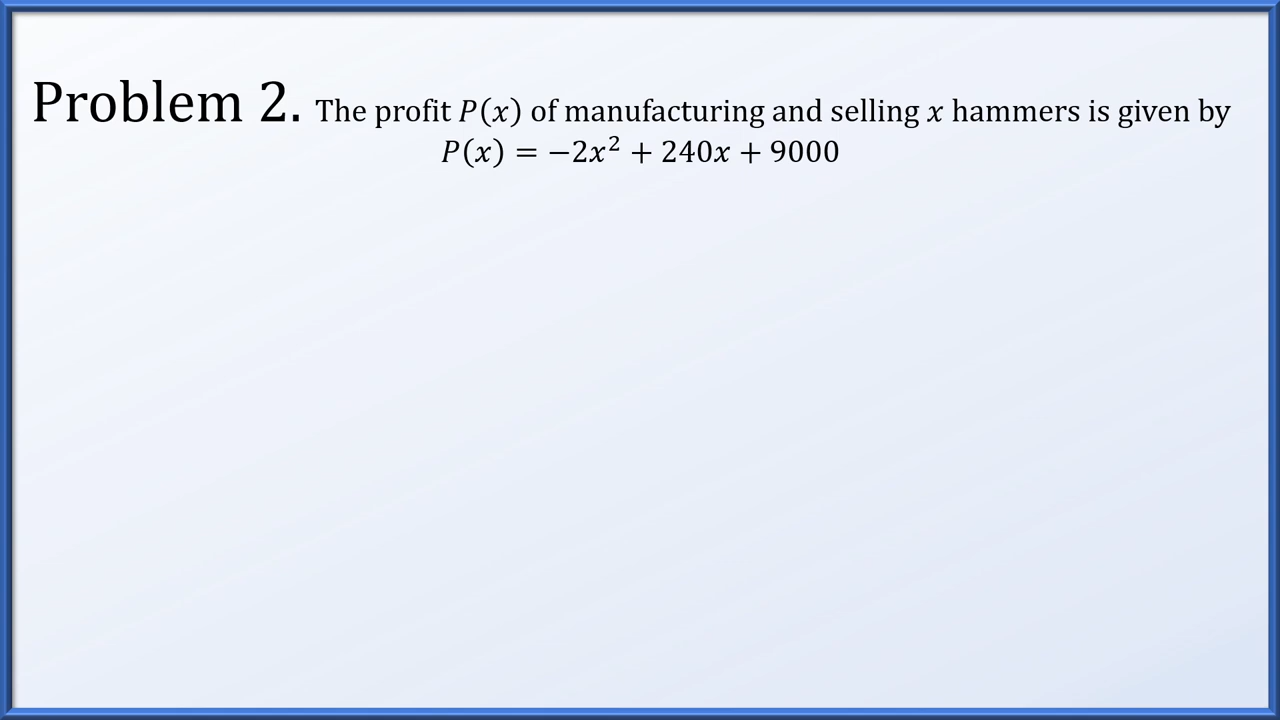 Problem 2. The profit P(x) of manufacturing and selling x hammers is given by
P(x) = −2x² + 240x + 9000